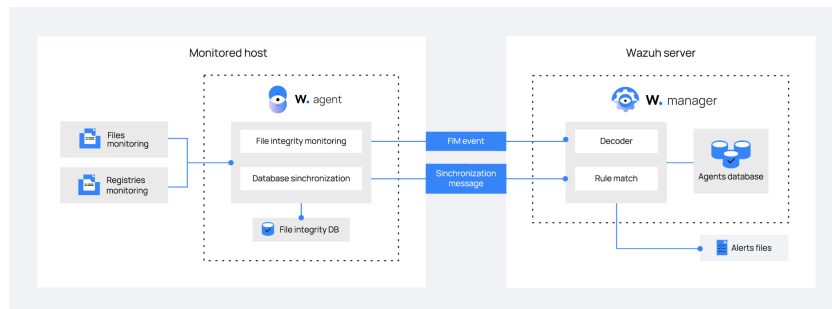 Monitored host
W. agent
Files
monitoring
Registries
monitoring
File integrity monitoring
Database sinchronization
File integrity DB
FIM event
Sinchronization
message
Wazuh server
W. manager
Decoder
Rule match
Agents database
Alerts files